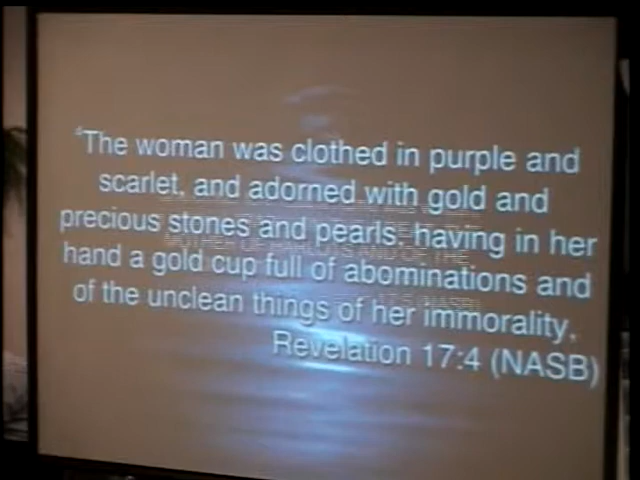 "The woman was clothed in purple and
scarlet, and adorned with gold and
precious stones and pearls, having in her
hand a gold cup full of abominations and
of the unclean things of her immorality,
Revelation 17:4 (NASB)